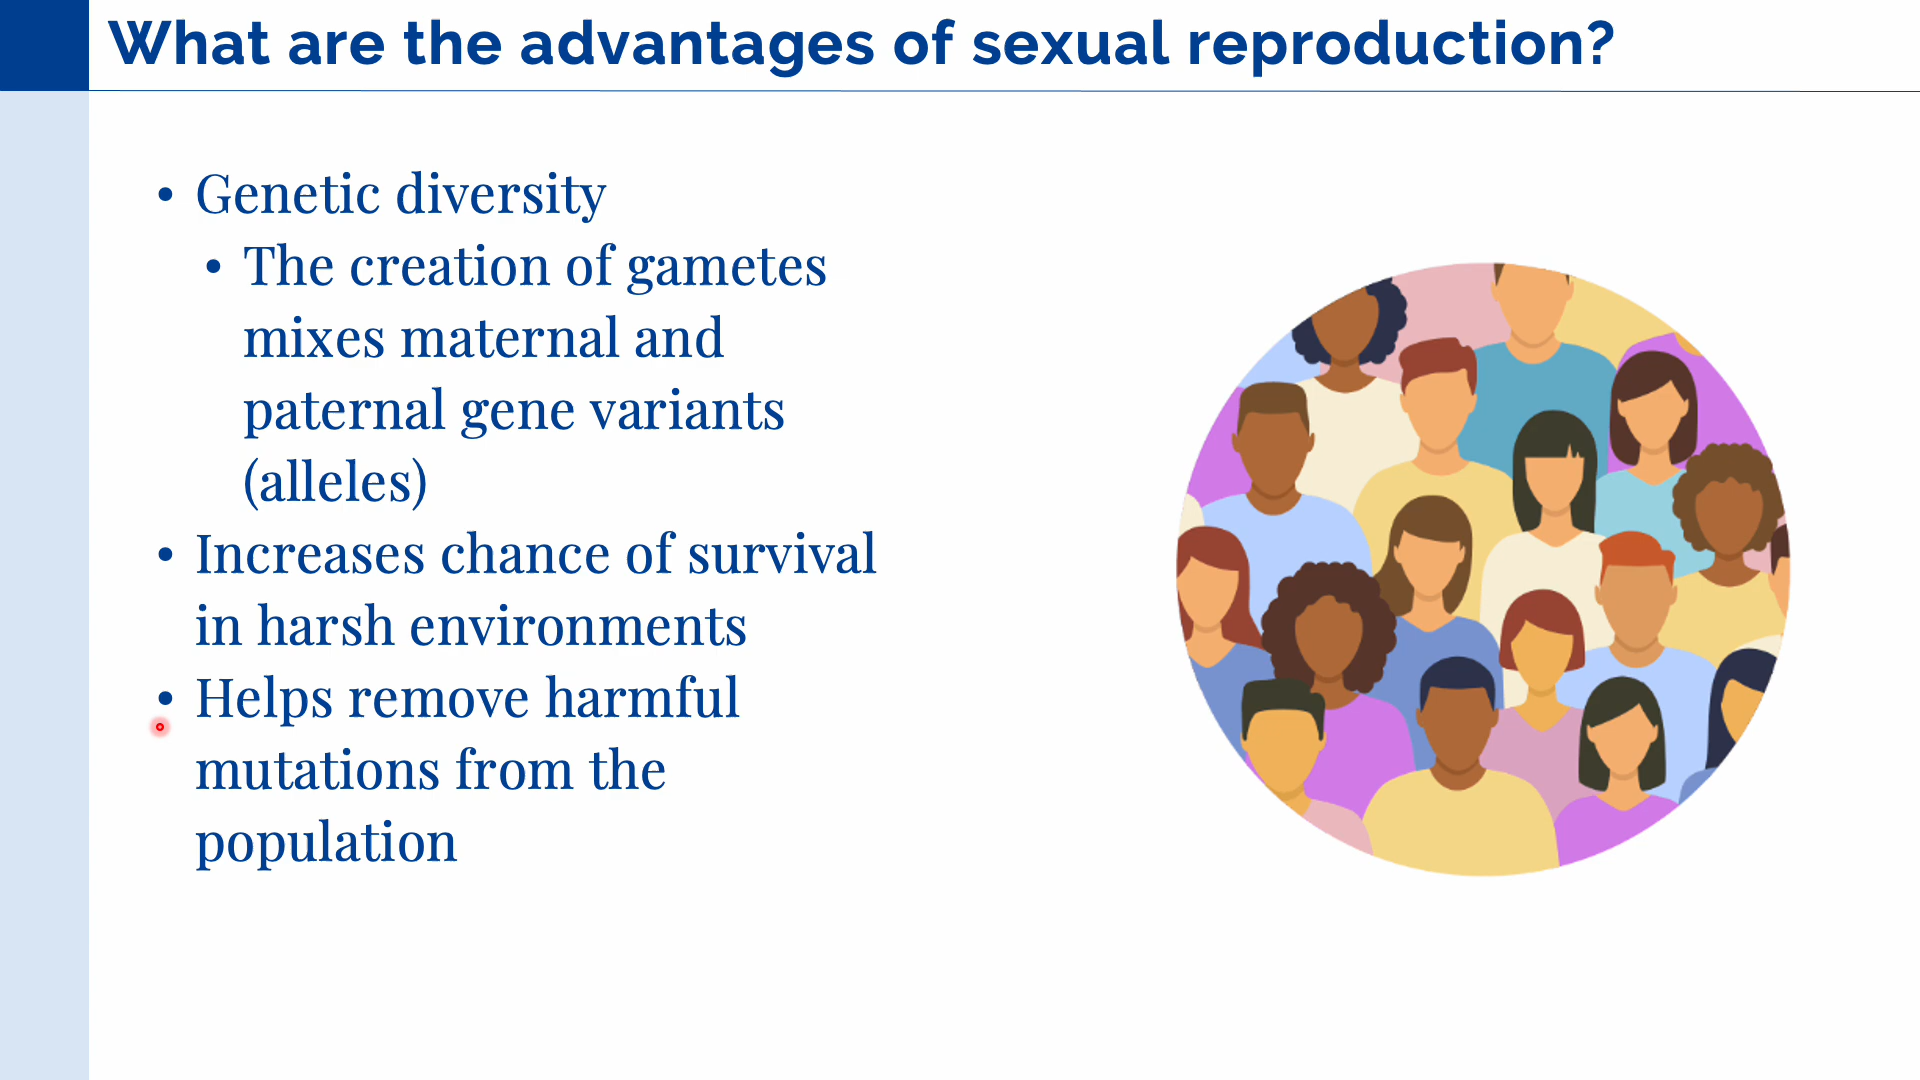 What are the advantages of sexual reproduction?
• Genetic diversity
• The creation of gametes
mixes maternal and
paternal gene variants
(alleles)
• Increases chance of survival
in harsh environments
• Helps remove harmful
mutations from the
population